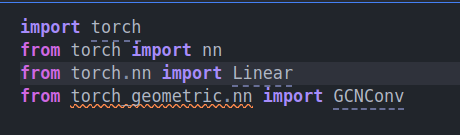 import torch
from torch import nn
from torch.nn import Linear
from torch_geometric.nn import GCNConv